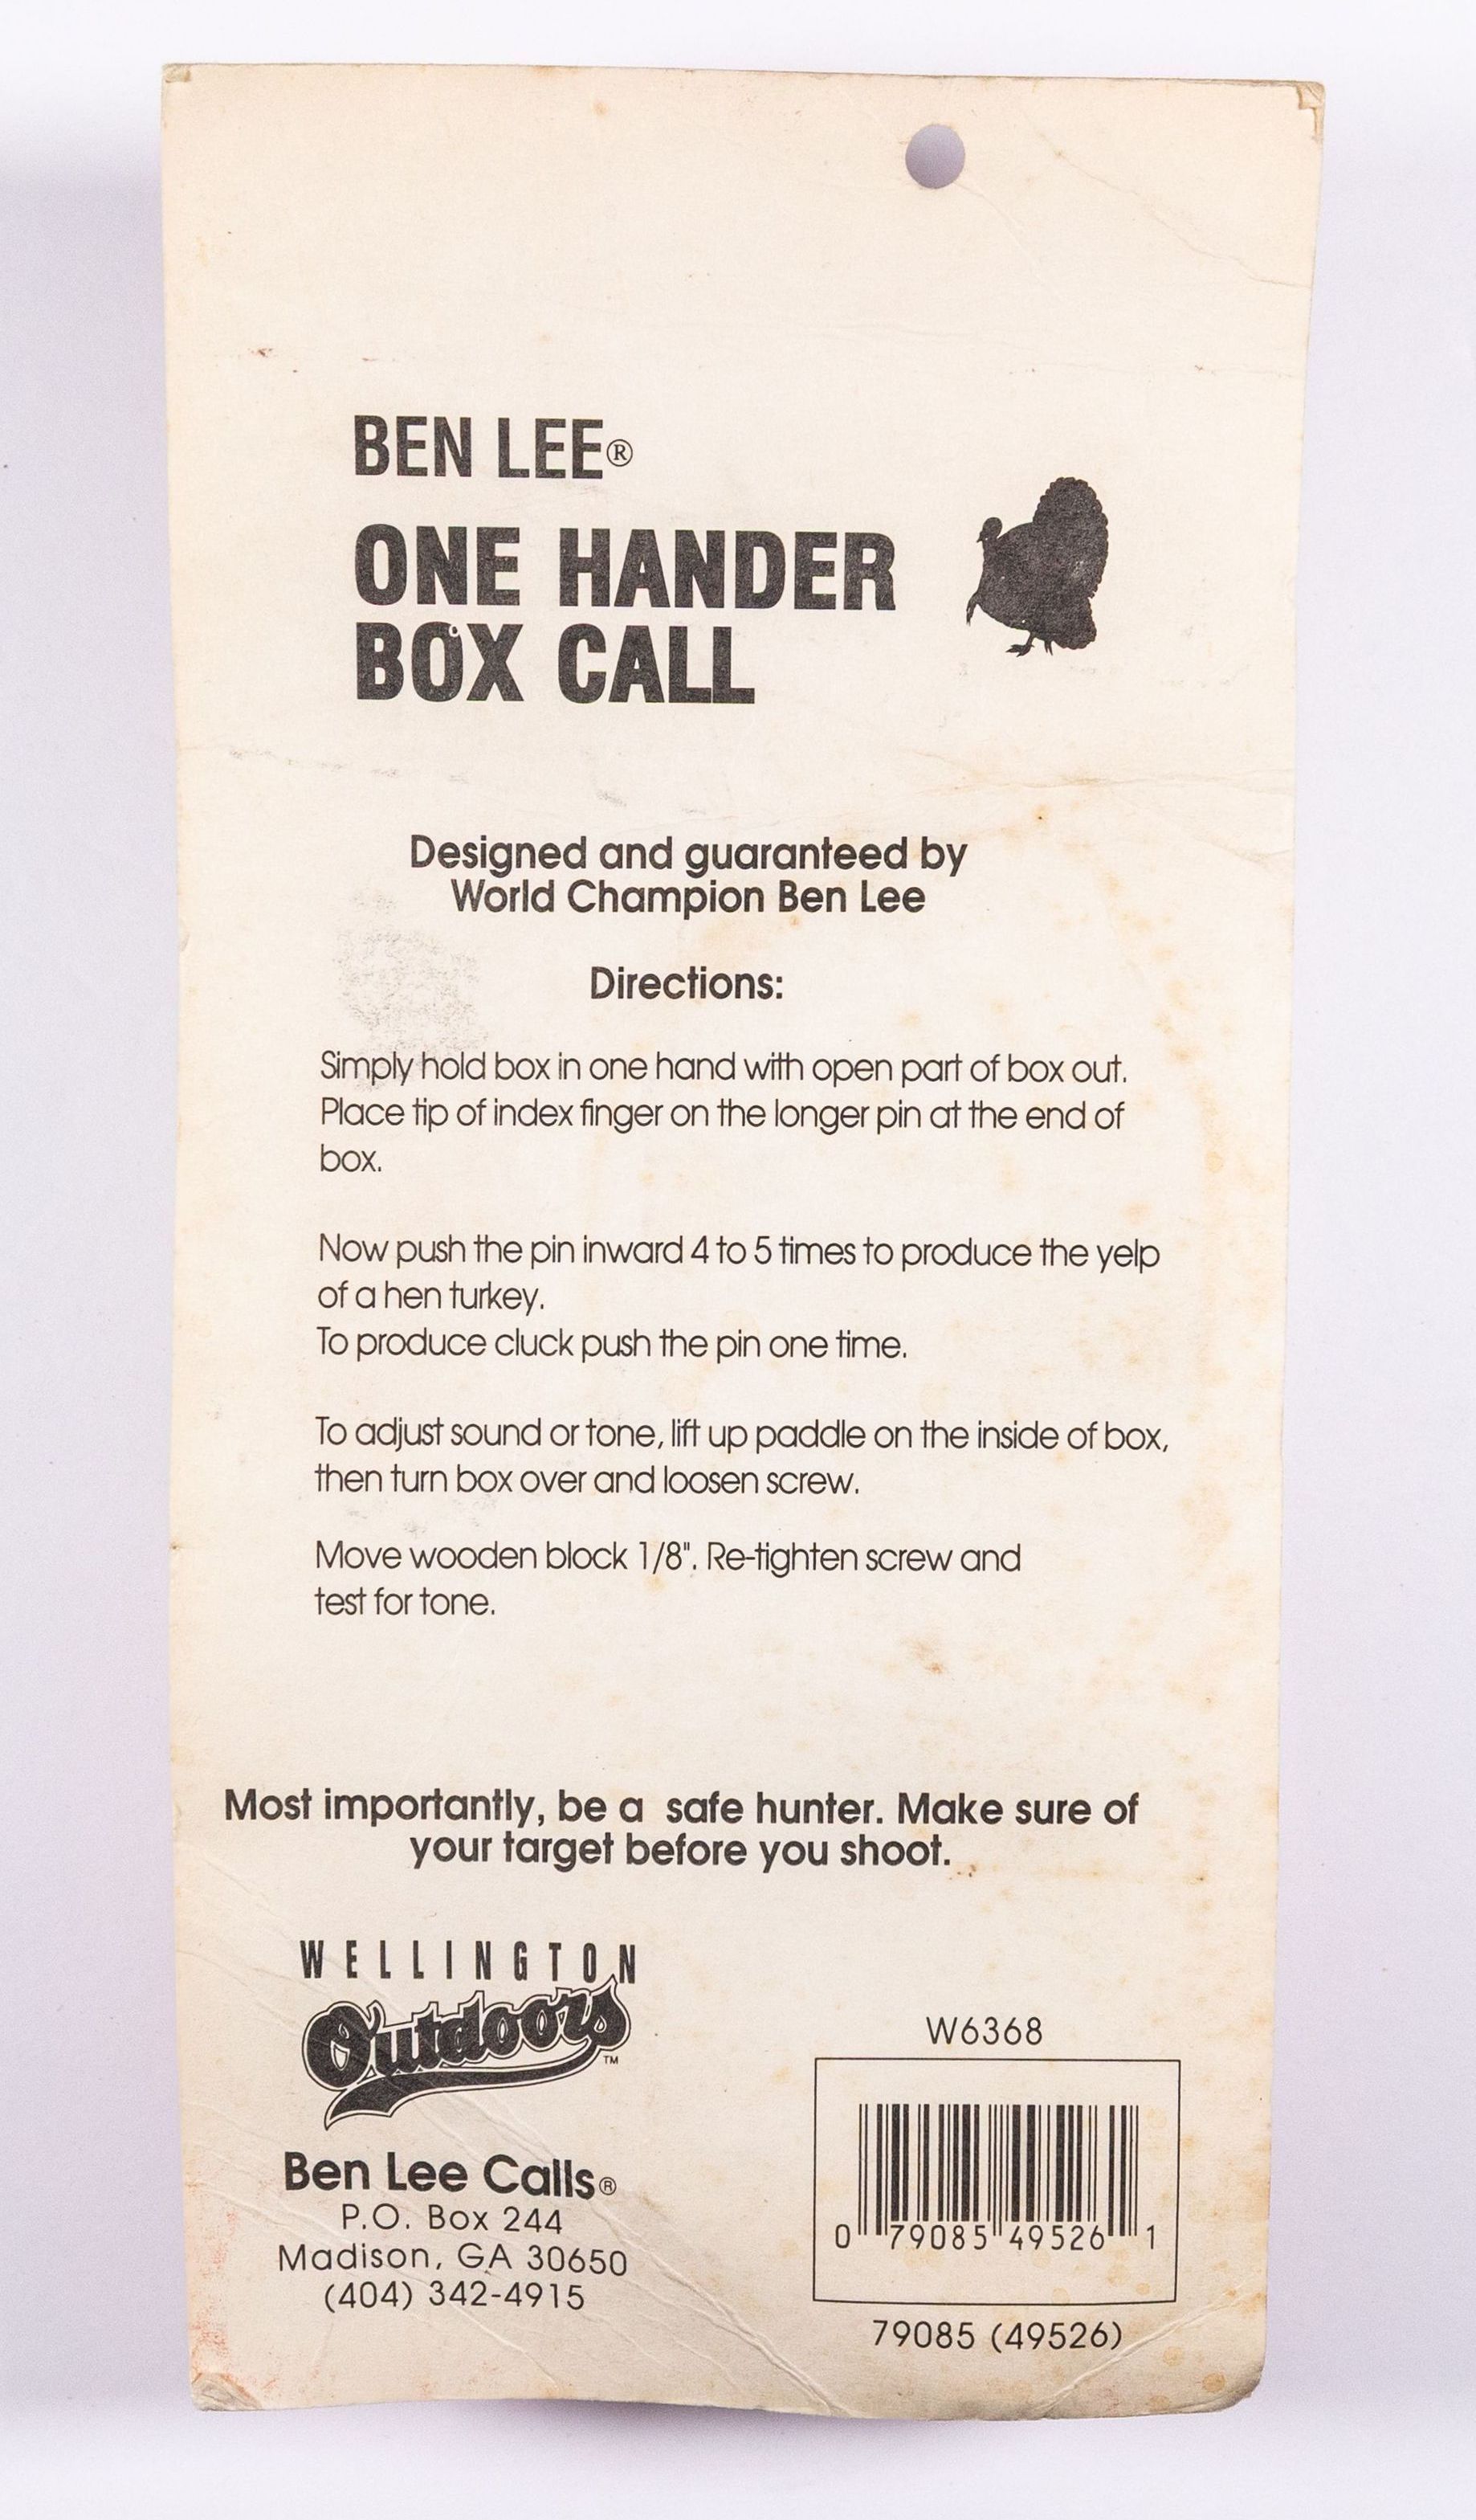 BEN LEE®
ONE HANDER
BOX CALL
Designed and guaranteed by
World Champion Ben Lee
Directions:
Simply hold box in one hand with open part of box out.
Place tip of index finger on the longer pin at the end of
box.
Now push the pin inward 4 to 5 times to produce the yelp
of a hen turkey.
To produce cluck push the pin one time.
To adjust sound or tone, lift up paddle on the inside of box,
then turn box over and loosen screw.
Move wooden block 1/8". Re-tighten screw and
test for tone.
Most importantly, be a  safe hunter. Make sure of
your target before you shoot.
WELLINGTON
Outdoors™
Ben Lee Calls®
P.O. Box 244
Madison, GA 30650
(404) 342-4915
W6368
0 79085 49526 1
79085 (49526)